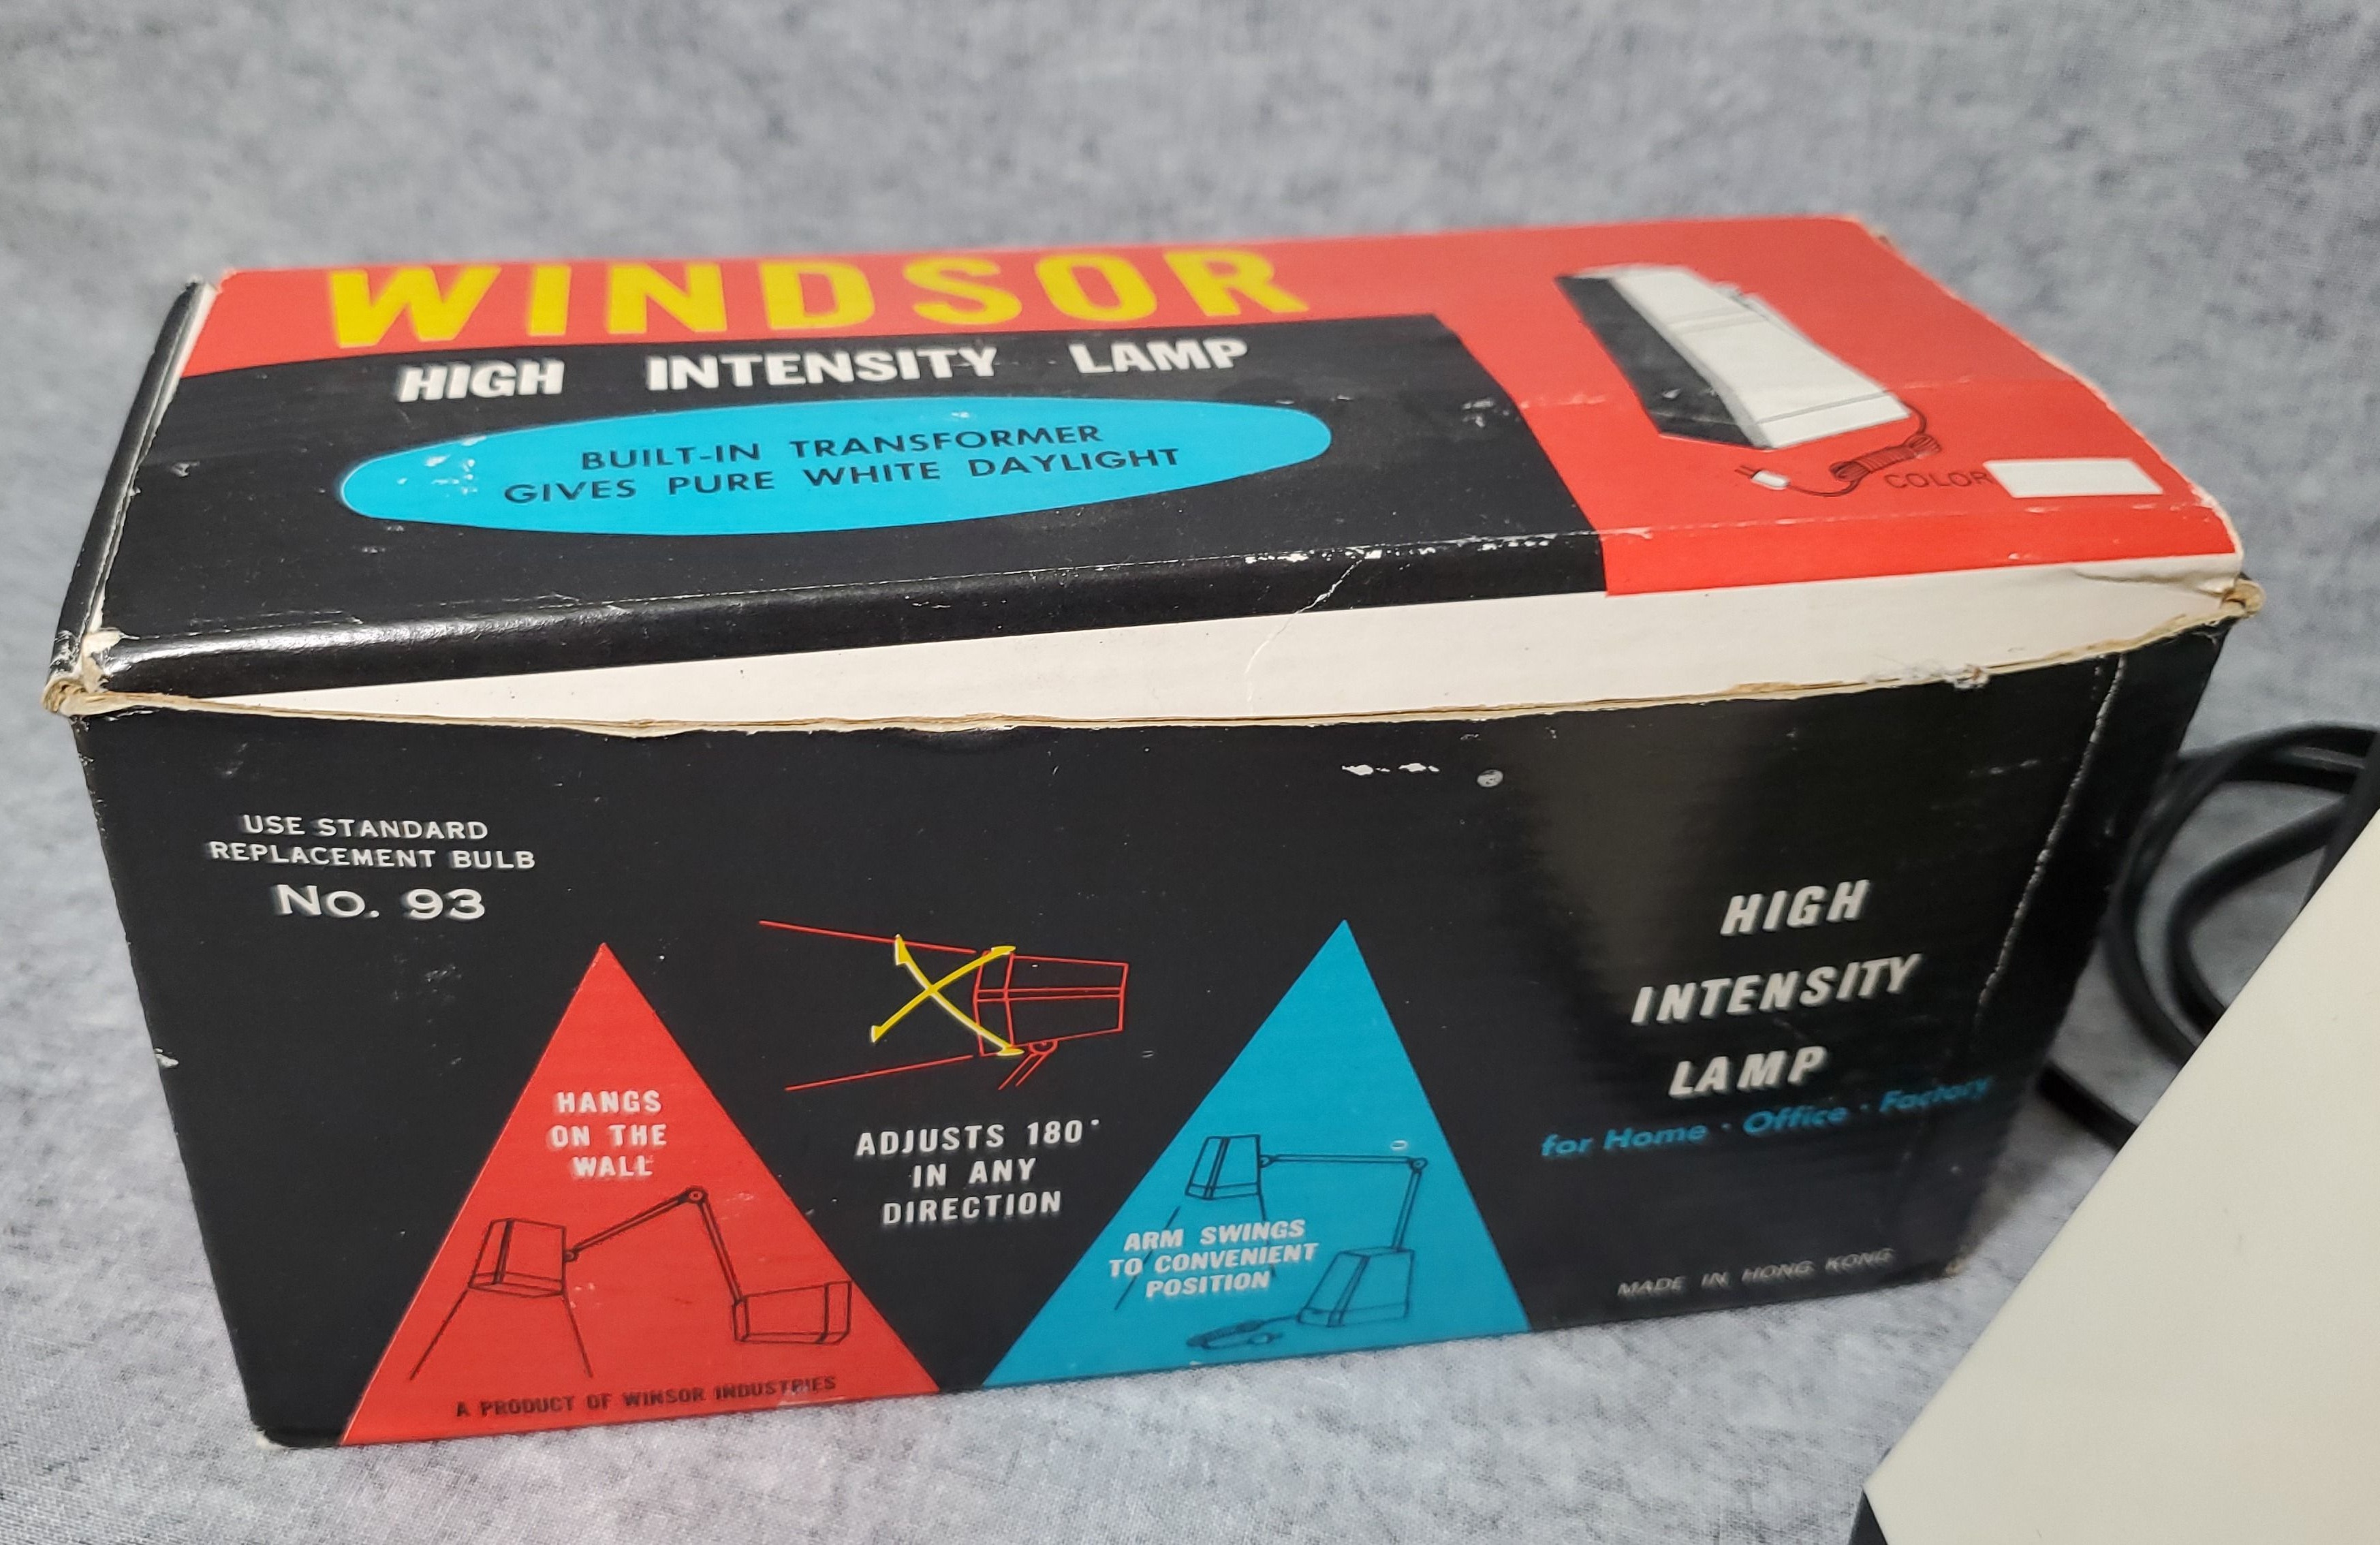 WINDSOR
HIGH INTENSITY LAMP
BUILT-IN TRANSFORMER
GIVES PURE WHITE DAYLIGHT
COLOR
USE STANDARD
REPLACEMENT BULB
No. 93
HANGS
ON THE
WALL
A PRODUCT OF WINSOR INDUSTRIES
ADJUSTS 180°
IN ANY
DIRECTION
ARM SWINGS
TO CONVENIENT
POSITION
HIGH
INTENSITY
LAMP
for Home · Office · Factory
MADE IN HONG KONG